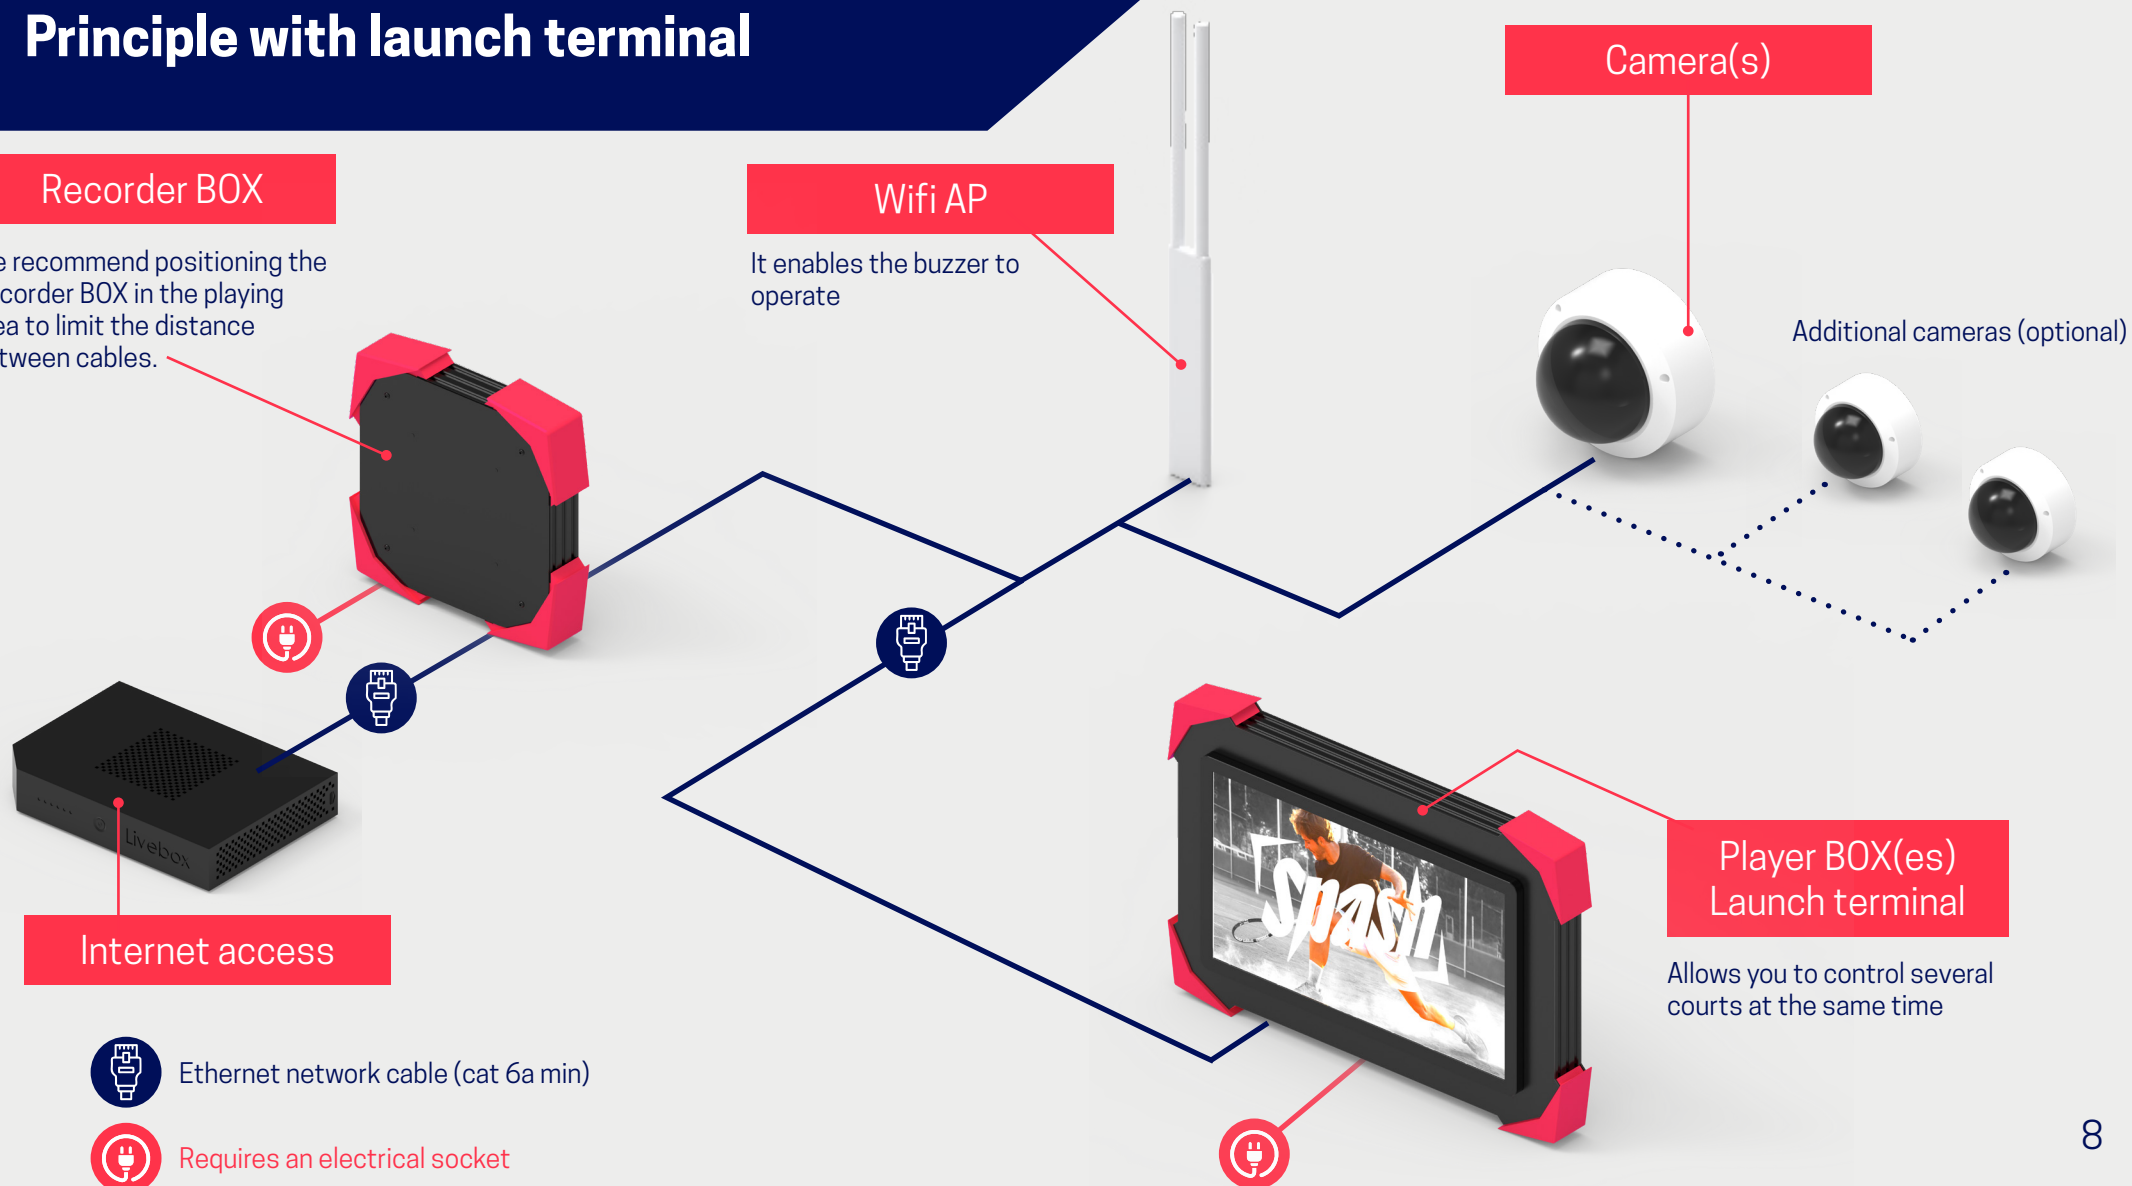 Principle with launch terminal
Recorder BOX
recommend positioning the
BOX in the playing
to limit the distance
cables.
Wifi AP
It enables the buzzer to
operate
Camera(s)
Additional cameras (optional)
Livebox
Internet access
Spash
Player BOX(es)
Launch terminal
Allows you to control several
courts at the same time
Ethernet network cable (cat 6a min)
Requires an electrical socket
8